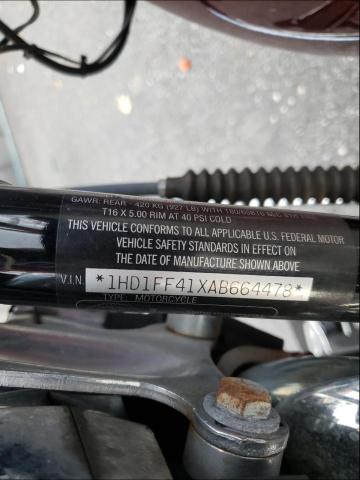 GAWR: REAR - 420 KG (927 LB) WITH 180/65B16 M/C
T16 X 5.00 RIM AT 40 PSI COLD
THIS VEHICLE CONFORMS TO ALL APPLICABLE U.S. FEDERAL MOTOR
VEHICLE SAFETY STANDARDS IN EFFECT ON
THE DATE OF MANUFACTURE SHOWN ABOVE
V.I.N. *1HD1FF41XAB664478*
TYPE: MOTORCYCLE